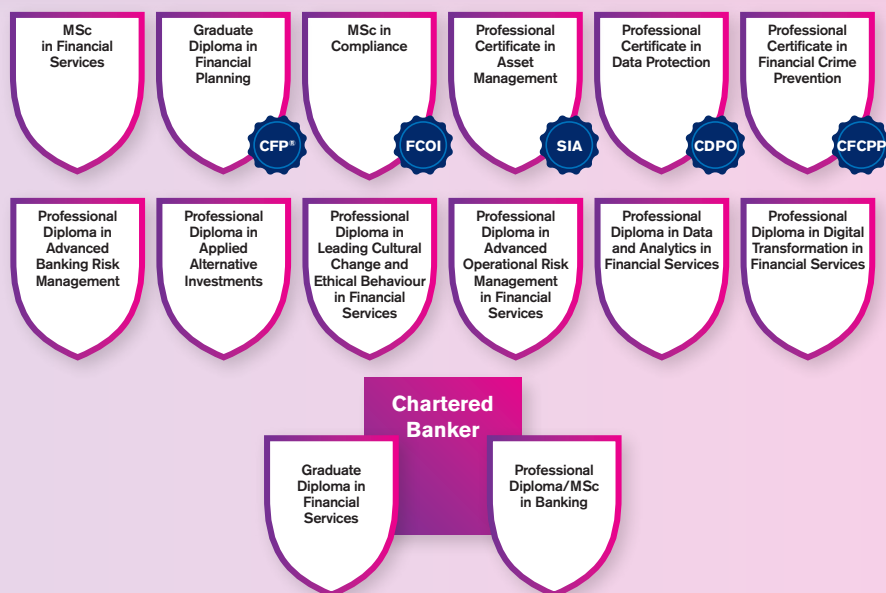 MSc
in Financial
Services
Graduate
Diploma in
Financial
Planning
CFP®
MSc in
Compliance
FCOI
Professional
Certificate in
Asset
Management
SIA
Professional
Certificate in
Data Protection
CDPO
Professional
Certificate in
Financial Crime
Prevention
CFCPP
Professional
Diploma in
Advanced
Banking Risk
Management
Professional
Diploma in
Applied
Alternative
Investments
Professional
Diploma in
Leading Cultural
Change and
Ethical Behaviour
in Financial
Services
Professional
Diploma in
Advanced
Operational Risk
Management
in Financial
Services
Professional
Diploma in Data
and Analytics in
Financial Services
Professional
Diploma in Digital
Transformation in
Financial Services
Chartered
Banker
Graduate
Diploma in
Financial
Services
Professional
Diploma/MSc
in Banking